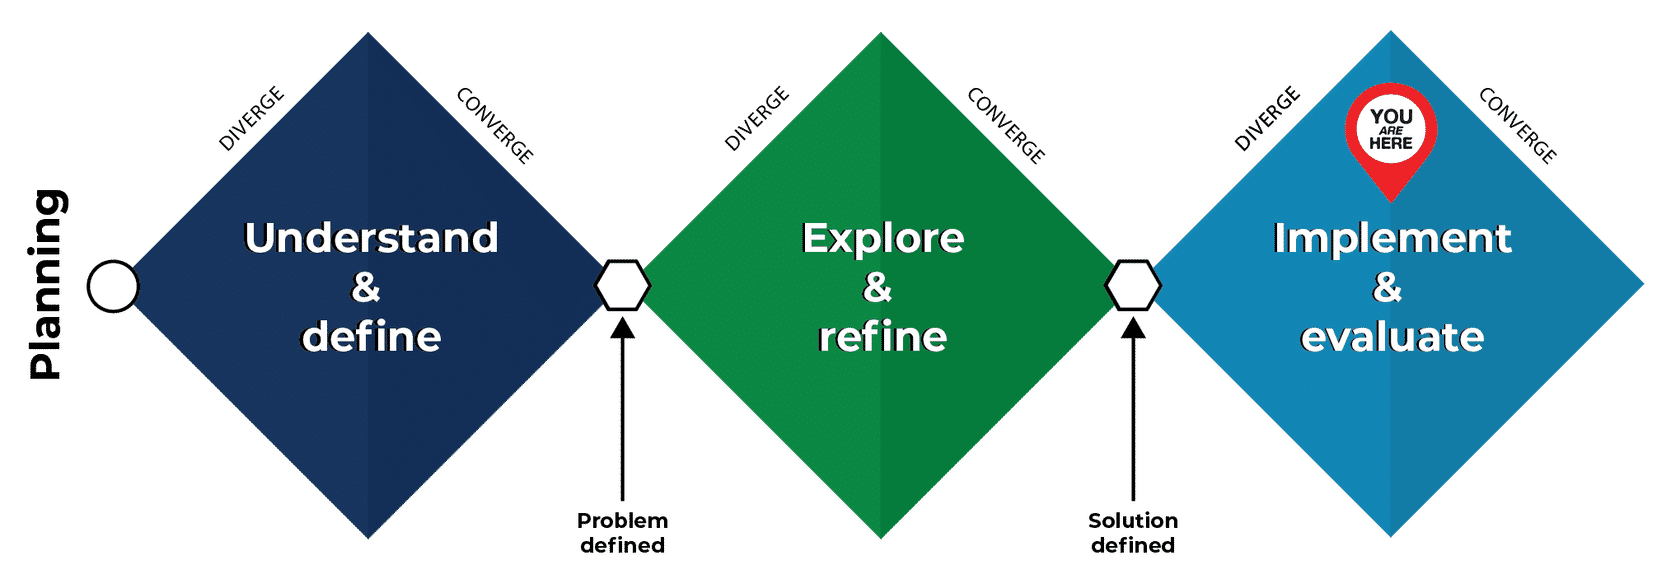 Planning
DIVERGE
CONVERGE
Understand
&
define
Problem
defined
DIVERGE
CONVERGE
Explore
&
refine
Solution
defined
DIVERGE
CONVERGE
YOU
ARE
HERE
Implement
&
evaluate